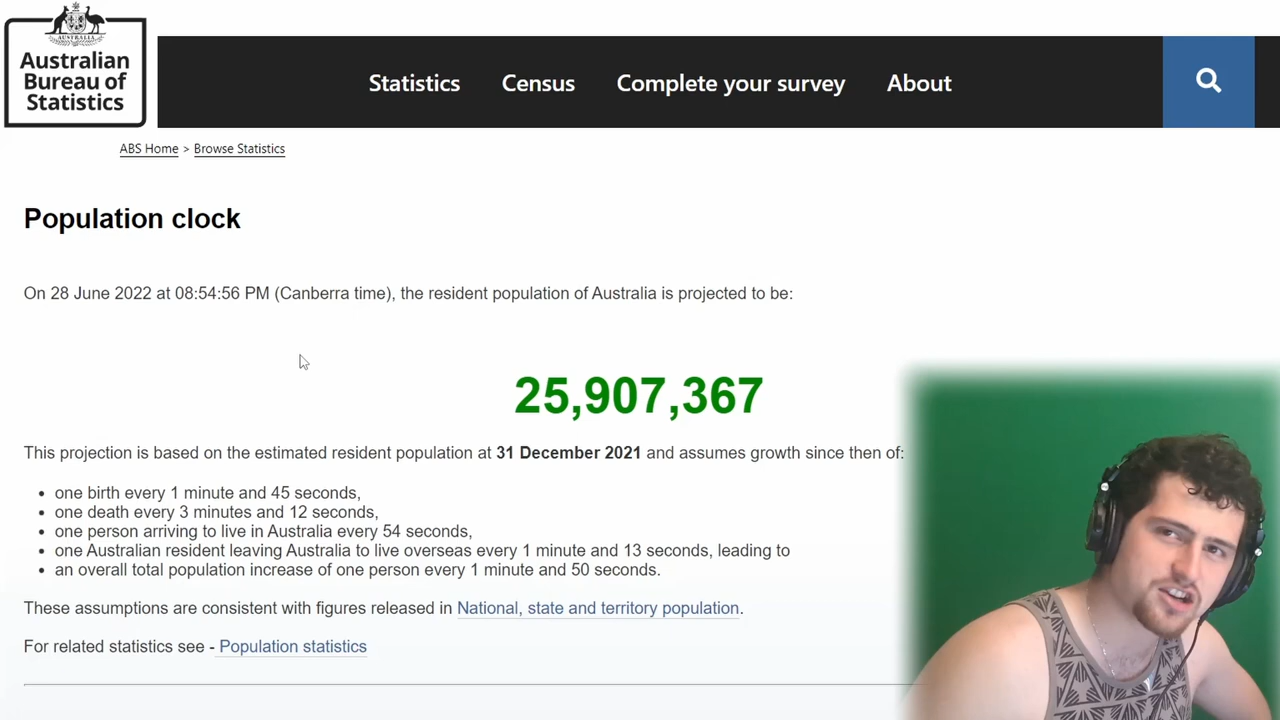 AUSTRALIA
Australian
Bureau of
Statistics
Statistics
Census
Complete your survey
About
ABS Home > Browse Statistics
Population clock
On 28 June 2022 at 08:54:56 PM (Canberra time), the resident population of Australia is projected to be:
25,907,367
This projection is based on the estimated resident population at 31 December 2021 and assumes growth since then of:
• one birth every 1 minute and 45 seconds,
• one death every 3 minutes and 12 seconds,
• one person arriving to live in Australia every 54 seconds,
• one Australian resident leaving Australia to live overseas every 1 minute and 13 seconds, leading to
• an overall total population increase of one person every 1 minute and 50 seconds.
These assumptions are consistent with figures released in National, state and territory population.
For related statistics see - Population statistics